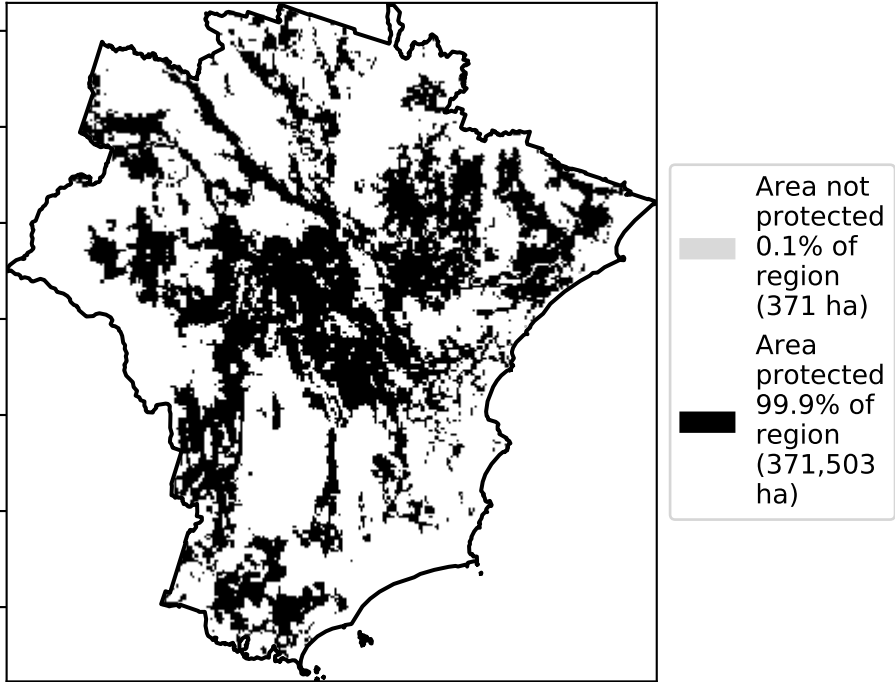 Area not
protected
0.1% of
region
(371 ha)
Area
protected
99.9% of
region
(371,503
ha)